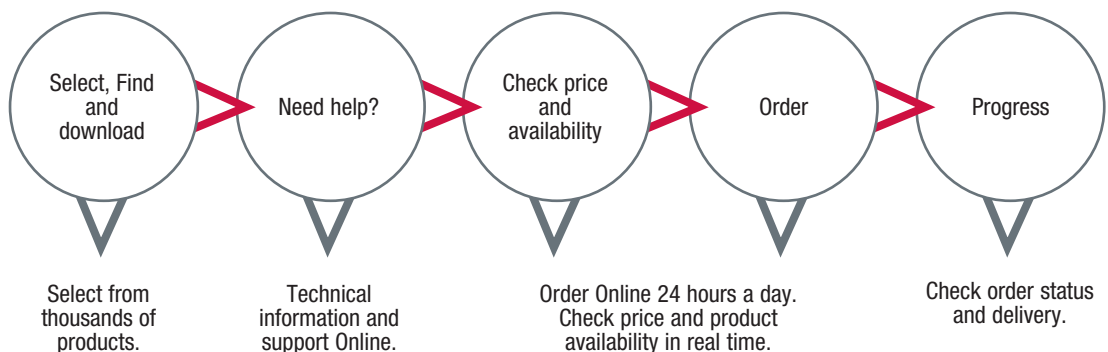 Select, Find
and
download
Need help?
Check price
and
availability
Order
Progress
Select from
thousands of
products.
Technical
information and
support Online.
Order Online 24 hours a day.
Check price and product
availability in real time.
Check order status
and delivery.